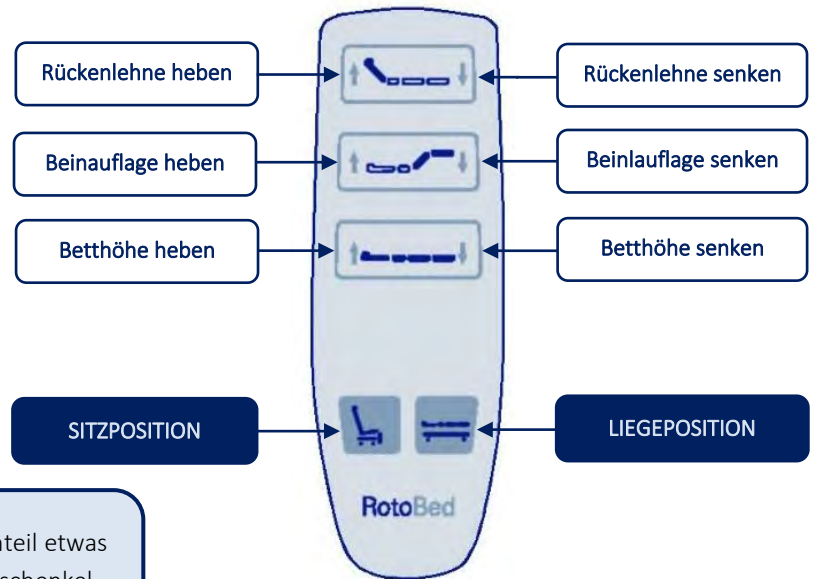 Rückenlehne heben
Rückenlehne senken
Beinauflage heben
Beinlauflage senken
Betthöhe heben
Betthöhe senken
SITZPOSITION
LIEGEPOSITION
RotoBed
nteil etwas